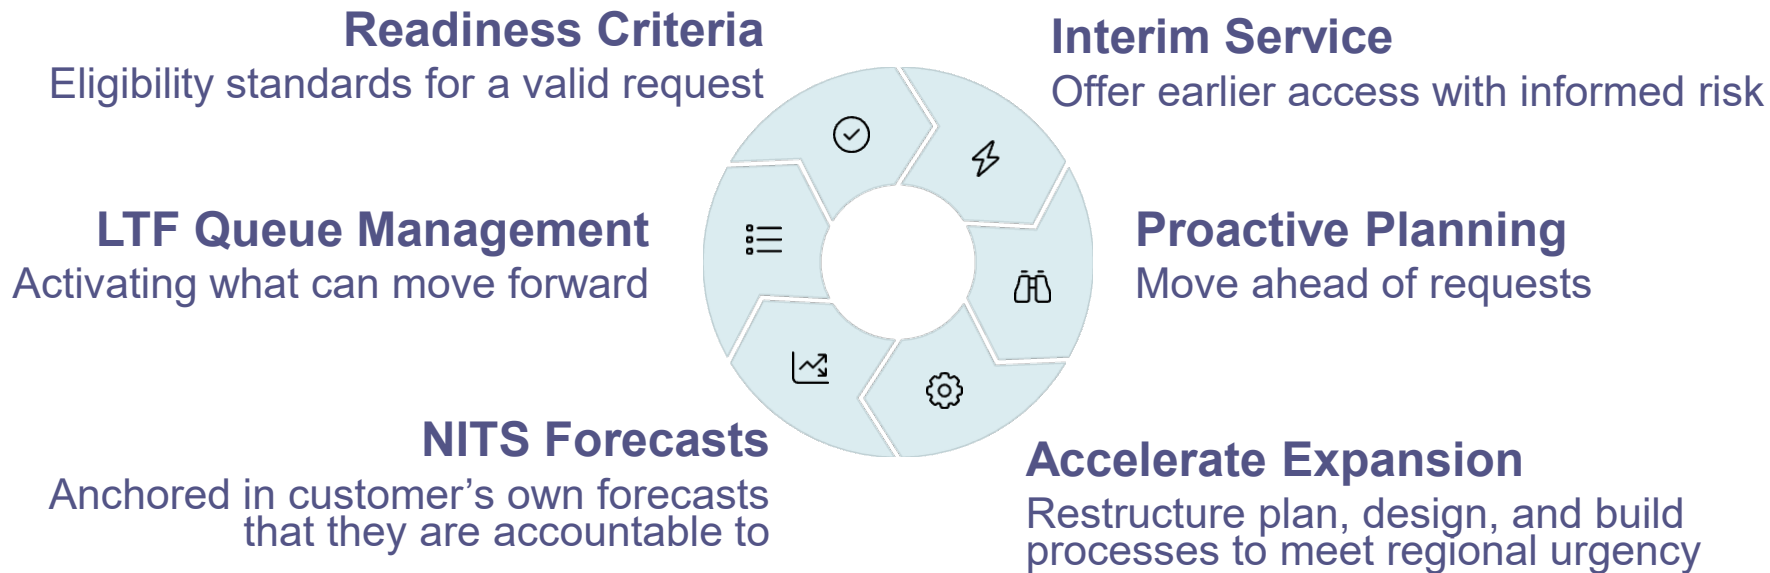 Readiness Criteria
Eligibility standards for a valid request
Interim Service
Offer earlier access with informed risk
LTF Queue Management
Activating what can move forward
Proactive Planning
Move ahead of requests
NITS Forecasts
Anchored in customer’s own forecasts
that they are accountable to
Accelerate Expansion
Restructure plan, design, and build
processes to meet regional urgency